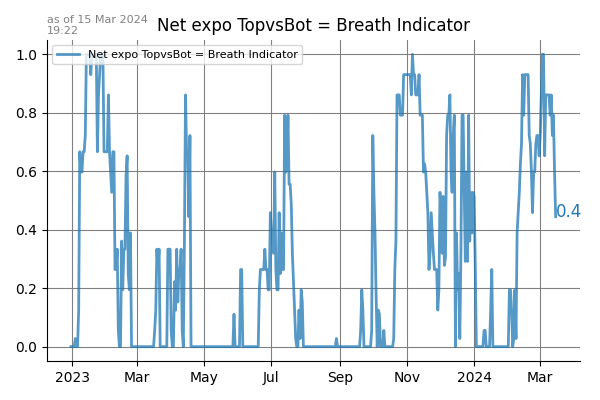 as of 15 Mar 2024
19:22
Net expo TopvsBot = Breath Indicator
Net expo TopvsBot = Breath Indicator
1.0
0.8
0.6
0.4
0.2
0.0
0.4
2023 Mar May Jul Sep Nov 2024 Mar